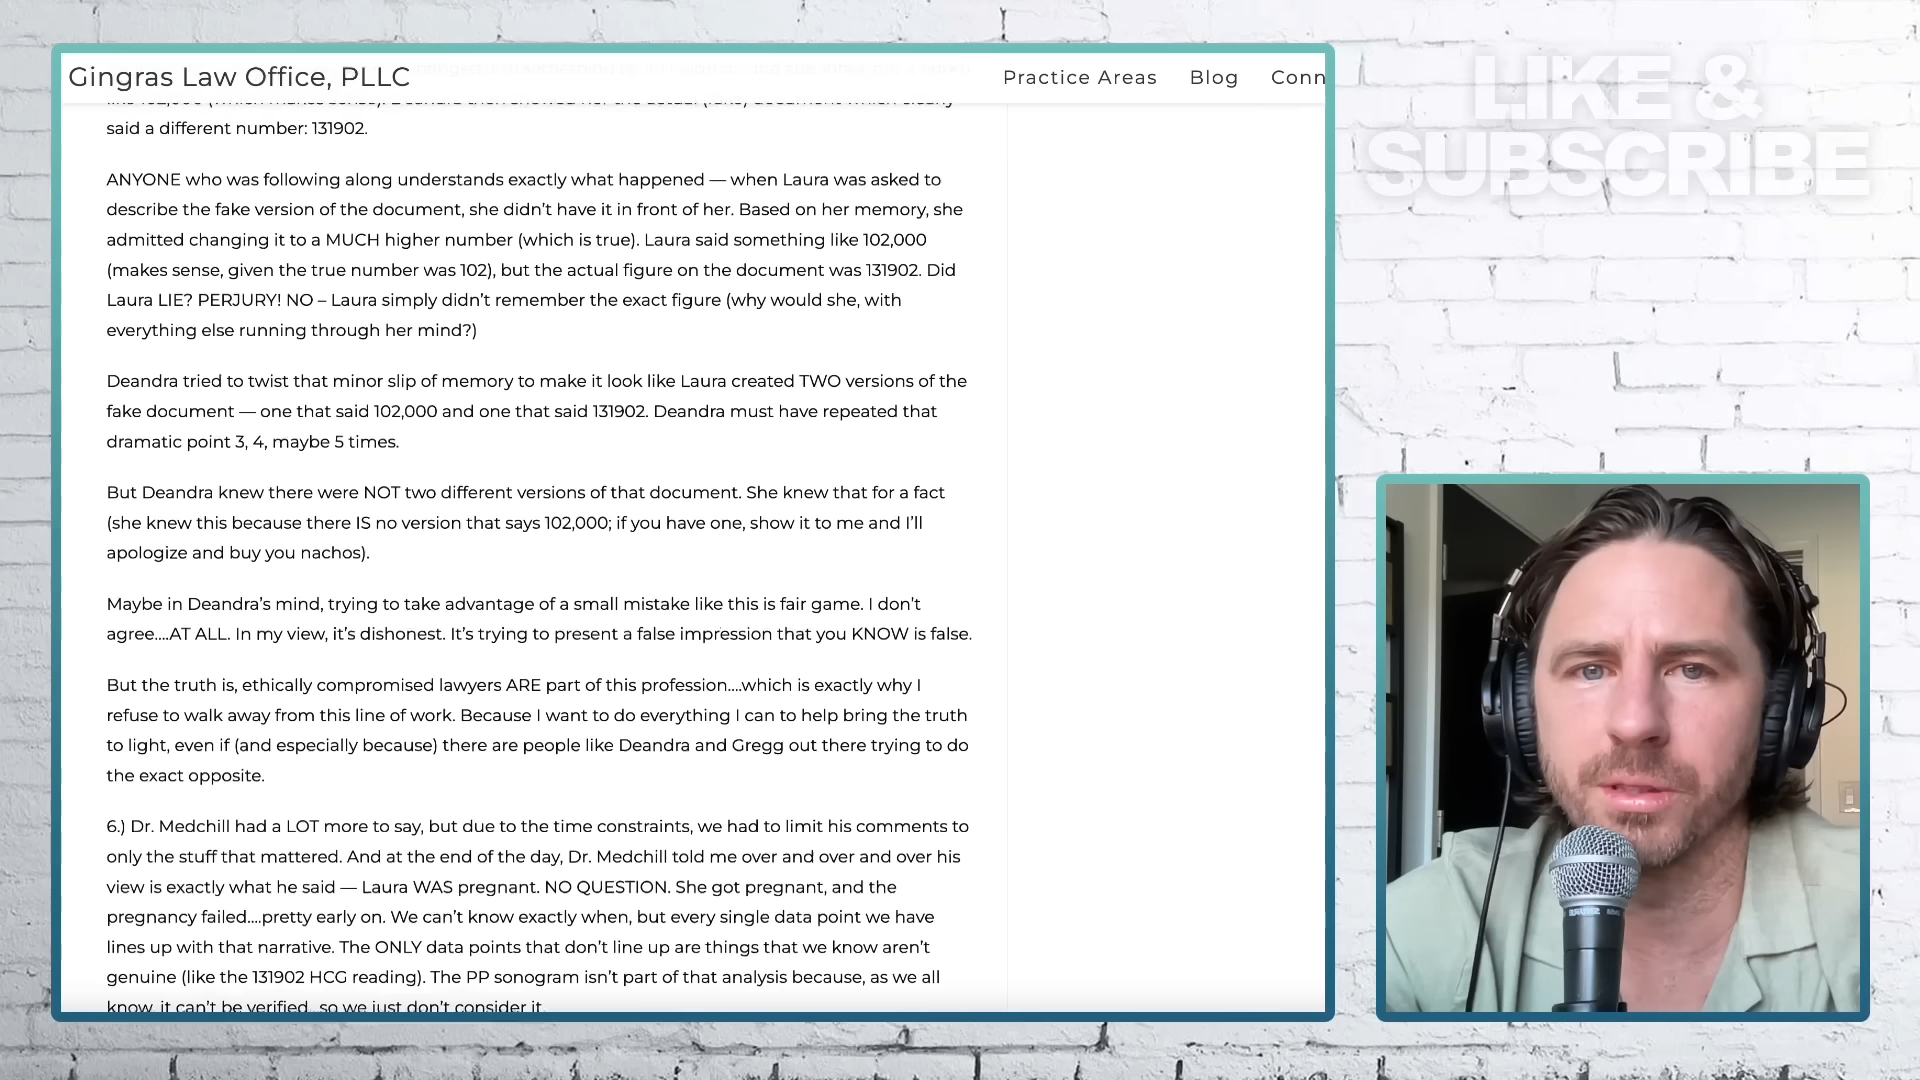 Gingras Law Office, PLLC
Practice Areas Blog Conn
LIKE &
SUBSCRIBE
said a different number: 131902.
ANYONE who was following along understands exactly what happened — when Laura was asked to
describe the fake version of the document, she didn’t have it in front of her. Based on her memory, she
admitted changing it to a MUCH higher number (which is true). Laura said something like 102,000
(makes sense, given the true number was 102), but the actual figure on the document was 131902. Did
Laura LIE? PERJURY! NO – Laura simply didn’t remember the exact figure (why would she, with
everything else running through her mind?)
Deandra tried to twist that minor slip of memory to make it look like Laura created TWO versions of the
fake document — one that said 102,000 and one that said 131902. Deandra must have repeated that
dramatic point 3, 4, maybe 5 times.
But Deandra knew there were NOT two different versions of that document. She knew that for a fact
(she knew this because there IS no version that says 102,000; if you have one, show it to me and I’ll
apologize and buy you nachos).
Maybe in Deandra’s mind, trying to take advantage of a small mistake like this is fair game. I don’t
agree....AT ALL. In my view, it’s dishonest. It’s trying to present a false impression that you KNOW is false.
But the truth is, ethically compromised lawyers ARE part of this profession....which is exactly why I
refuse to walk away from this line of work. Because I want to do everything I can to help bring the truth
to light, even if (and especially because) there are people like Deandra and Gregg out there trying to do
the exact opposite.
6.) Dr. Medchill had a LOT more to say, but due to the time constraints, we had to limit his comments to
only the stuff that mattered. And at the end of the day, Dr. Medchill told me over and over and over his
view is exactly what he said — Laura WAS pregnant. NO QUESTION. She got pregnant, and the
pregnancy failed....pretty early on. We can’t know exactly when, but every single data point we have
lines up with that narrative. The ONLY data points that don’t line up are things that we know aren’t
genuine (like the 131902 HCG reading). The PP sonogram isn’t part of that analysis because, as we all
know, it can’t be verified...so we just don’t consider it.